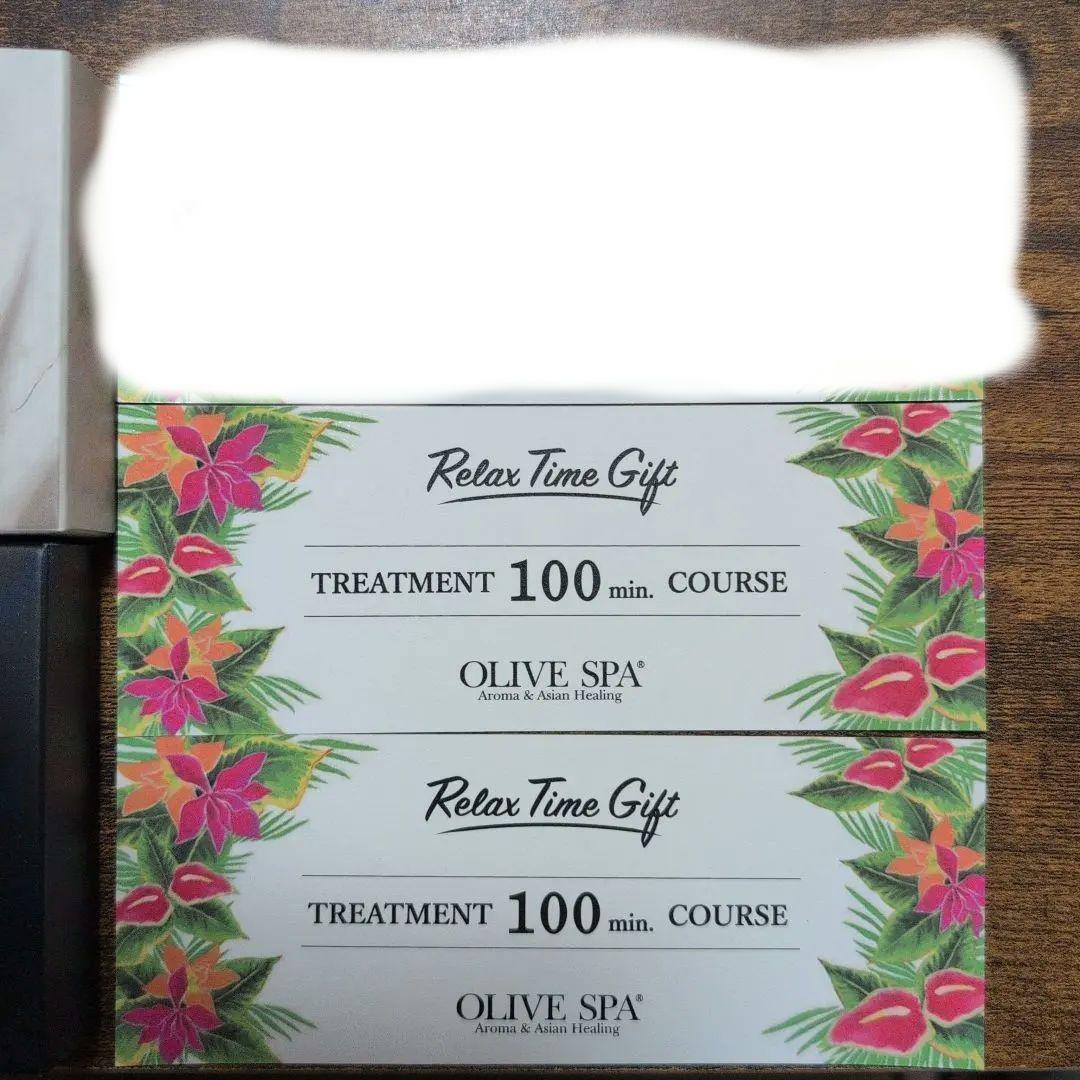 Relax Time Gift
TREATMENT 100 min. COURSE
OLIVE SPA®
Aroma & Asian Healing
Relax Time Gift
TREATMENT 100 min. COURSE
OLIVE SPA®
Aroma & Asian Healing